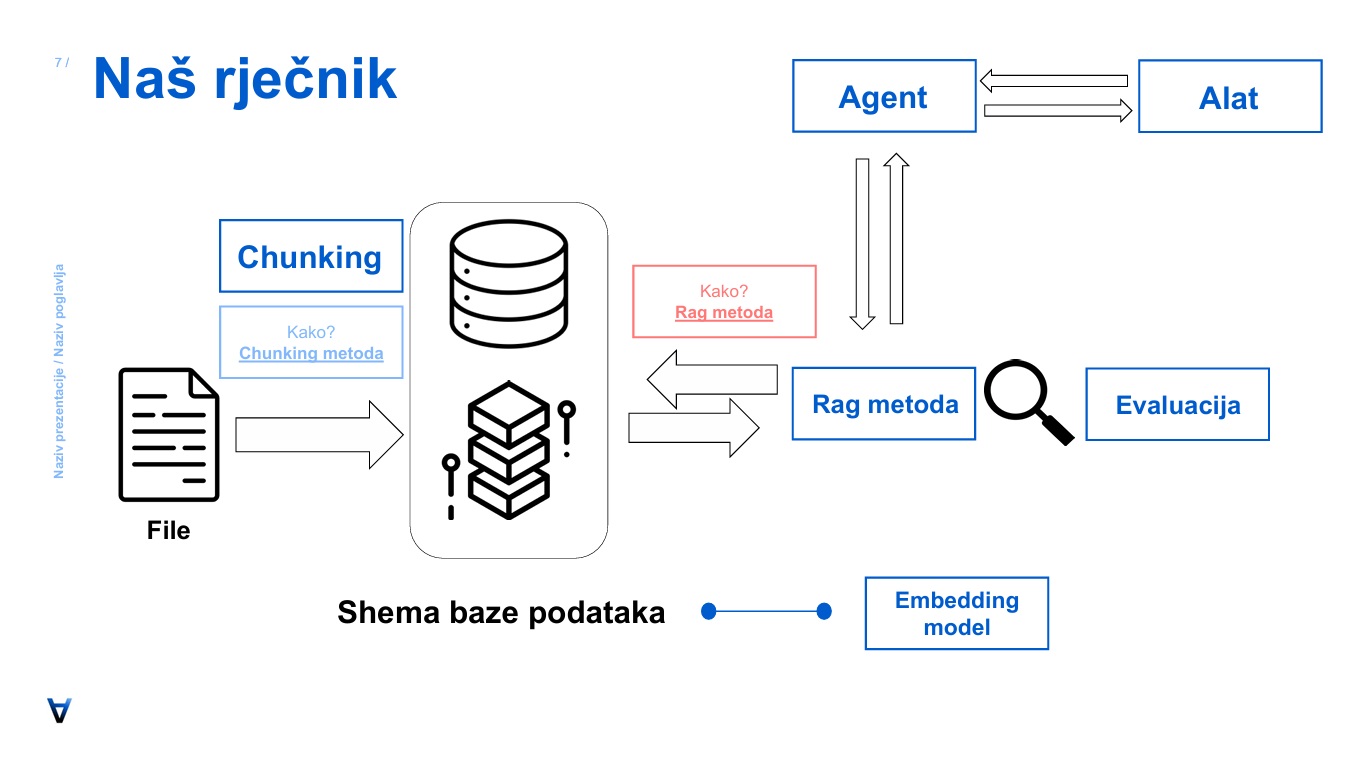 7 /
Naš rječnik
Agent
Alat
Chunking
Kako?
Chunking metoda
Kako?
Rag metoda
Naziv prezentacije / Naziv poglavlja
Rag metoda
Evaluacija
File
Shema baze podataka
Embedding
model